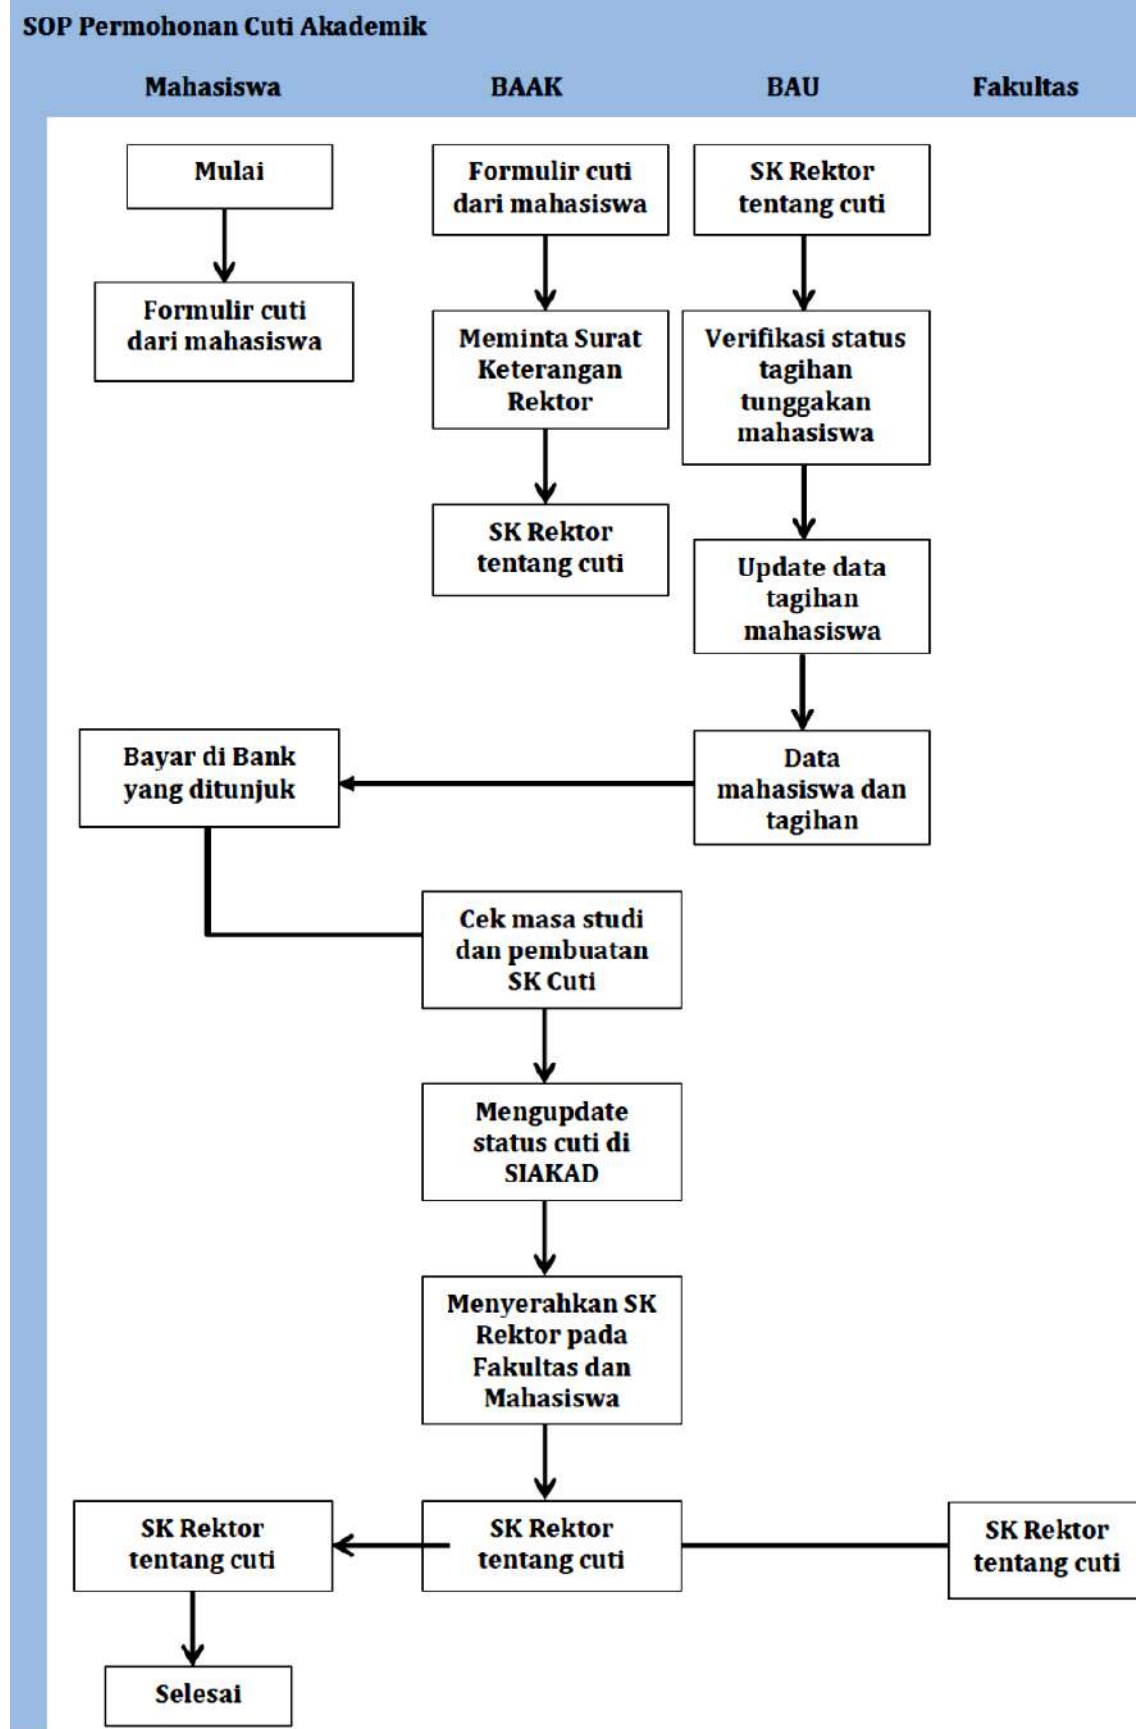 SOP Permohonan Cuti Akademik
Mahasiswa
BAAK
BAU
Fakultas
Mulai
Formulir cuti
dari mahasiswa
Formulir cuti
dari mahasiswa
Meminta Surat
Keterangan
Rektor
SK Rektor
tentang cuti
SK Rektor
tentang cuti
Verifikasi status
tagihan
tunggakan
mahasiswa
Update data
tagihan
mahasiswa
Data
mahasiswa dan
tagihan
Bayar di Bank
yang ditunjuk
Cek masa studi
dan pembuatan
SK Cuti
Mengupdate
status cuti di
SIAKAD
Menyerahkan SK
Rektor pada
Fakultas dan
Mahasiswa
SK Rektor
tentang cuti
SK Rektor
tentang cuti
SK Rektor
tentang cuti
Selesai